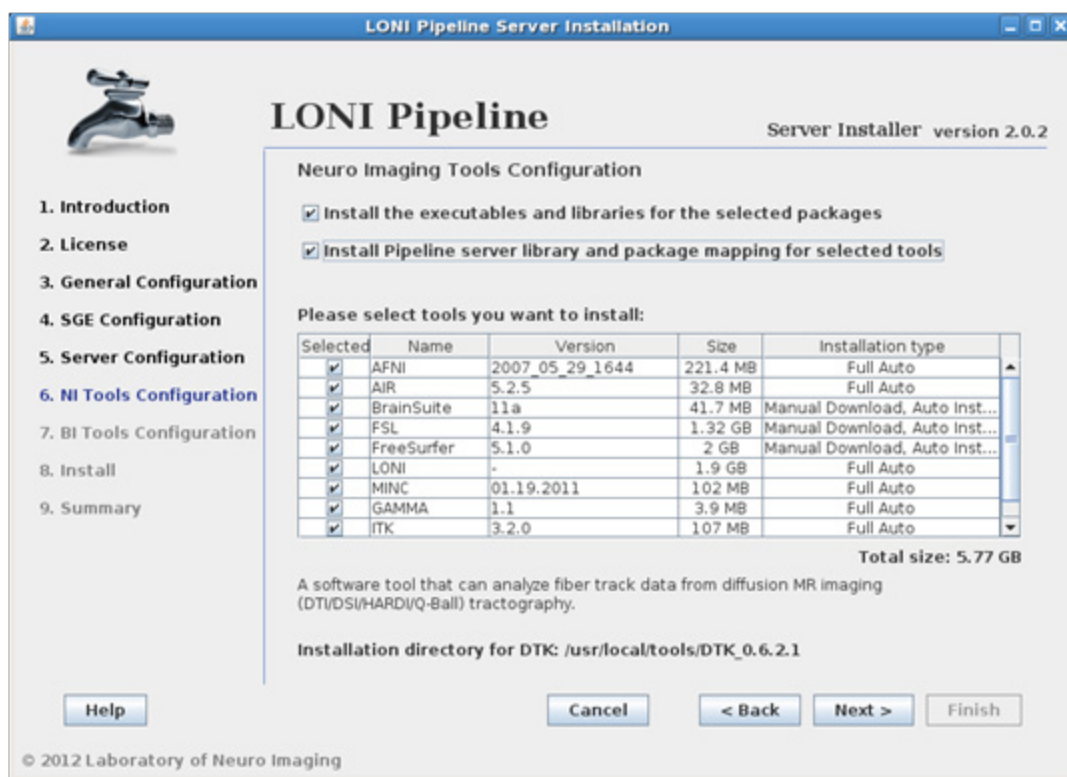 LONI Pipeline Server Installation
LONI Pipeline
Server Installer version 2.0.2
1. Introduction
2. License
3. General Configuration
4. SGE Configuration
5. Server Configuration
6. NI Tools Configuration
7. BI Tools Configuration
8. Install
9. Summary
Neuro Imaging Tools Configuration
Install the executables and libraries for the selected packages
Install Pipeline server library and package mapping for selected tools
Please select tools you want to install:
Selected Name Version Size Installation type
AFNI 2007_05_29_1644 221.4 MB Full Auto
AIR 5.2.5 32.8 MB Full Auto
BrainSuite 11a 41.7 MB Manual Download, Auto Inst...
FSL 4.1.9 1.32 GB Manual Download, Auto Inst...
FreeSurfer 5.1.0 2 GB Manual Download, Auto Inst...
LONI - 1.9 GB Full Auto
MINC 01.19.2011 102 MB Full Auto
GAMMA 1.1 3.9 MB Full Auto
ITK 3.2.0 107 MB Full Auto
Total size: 5.77 GB
A software tool that can analyze fiber track data from diffusion MR imaging
(DTI/DSI/HARDI/Q-Ball) tractography.
Installation directory for DTK: /usr/local/tools/DTK_0.6.2.1
Help Cancel < Back Next > Finish
© 2012 Laboratory of Neuro Imaging